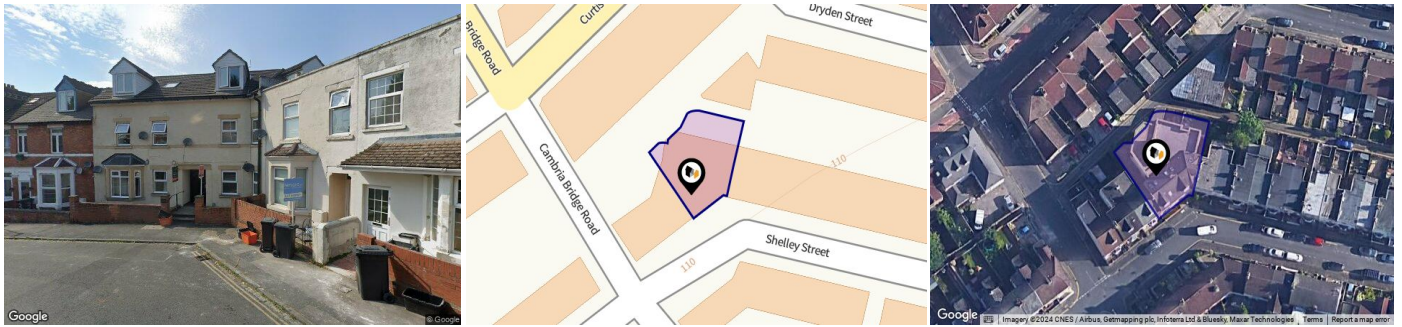 Google
© Google
Dryden Street
Curtis
Bridge Road
Cambria Bridge Road
110
Shelley Street
110
Google
Imagery ©2024 CNES / Airbus, Getmapping plc, Infoterra Ltd & Bluesky, Maxar Technologies
Terms
Report a map error